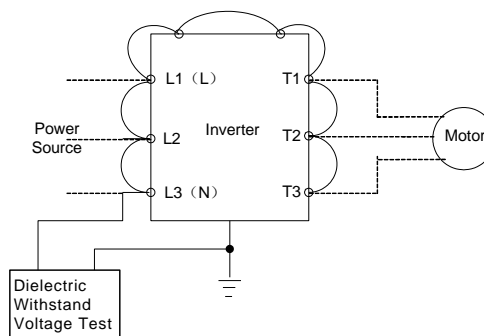 L1（L）
T1
Power
Source
L2
Inverter
T2
Motor
L3（N）
T3
Dielectric
Withstand
Voltage Test